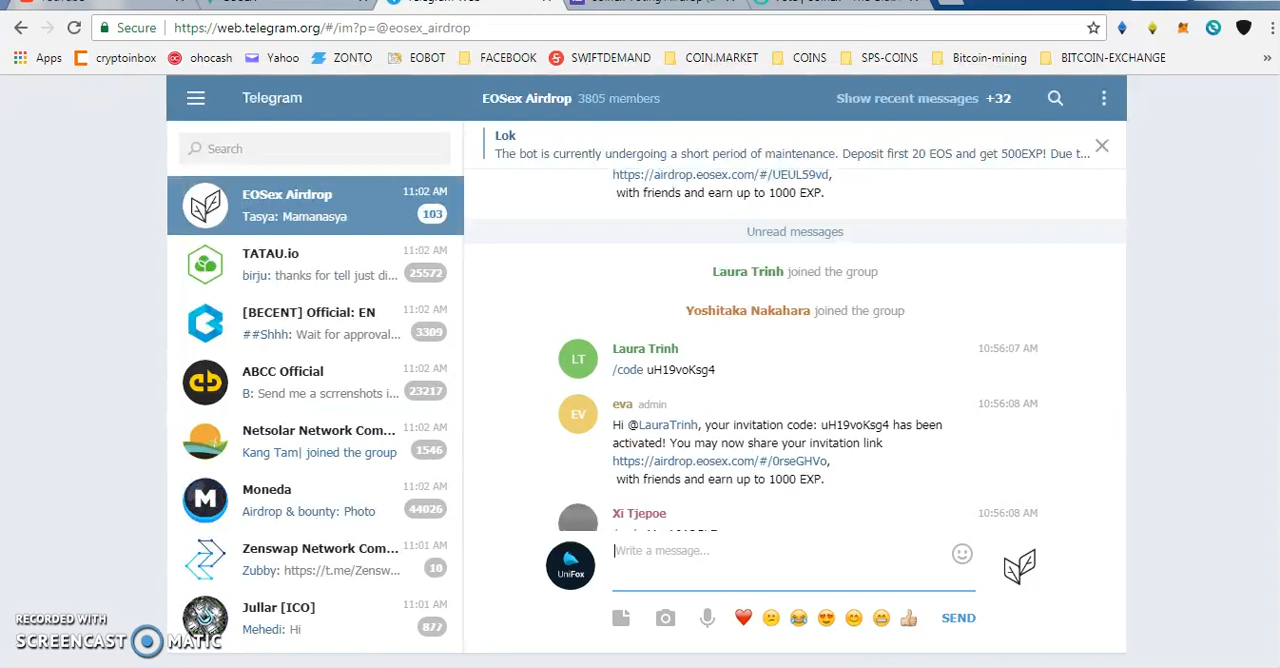 Secure
https://web.telegram.org/#/im?p=@eosex_airdrop
Apps cryptoinbix ohocash Yahoo ZONTO EOBOT FACEBOOK SWIFTDEMAND COIN.MARKET COINS SPS-COINS Bitcoin-mining BITCOIN-EXCHANGE »
Telegram
EOSex Airdrop 3805 members
Show recent messages +32
Search
EOSex Airdrop 11:02 AM
Tasya: Mamanasya 103
TATAU.io 11:02 AM
birju: thanks for tell just di... 25572
[BECENT] Official: EN 11:02 AM
##Shhh: Wait for approval... 3309
ABCC Official 11:02 AM
B: Send me a scrrenshots i... 23217
Netsolar Network Com... 11:02 AM
Kang Tam| joined the group 1546
Moneda 11:02 AM
Airdrop & bounty: Photo 44026
Zenswap Network Com... 11:01 AM
Zubby: https://t.me/Zensw... 10
Jullar [ICO] 11:01 AM
Mehedi: Hi 877
Lok
The bot is currently undergoing a short period of maintenance. Deposit first 20 EOS and get 500EXP! Due t...
https://airdrop.eosex.com/#/UEUL59vd,
with friends and earn up to 1000 EXP.
Unread messages
Laura Trinh joined the group
Yoshitaka Nakahara joined the group
LT
Laura Trinh 10:56:07 AM
/code uH19voKsg4
EV
eva admin 10:56:08 AM
Hi @LauraTrinh, your invitation code: uH19voKsg4 has been
activated! You may now share your invitation link
https://airdrop.eosex.com/#/0rseGHVo,
with friends and earn up to 1000 EXP.
Xi Tjepoe 10:56:08 AM
UniFox
Write a message...
SEND
RECORDED WITH
SCREENCAST MATIC